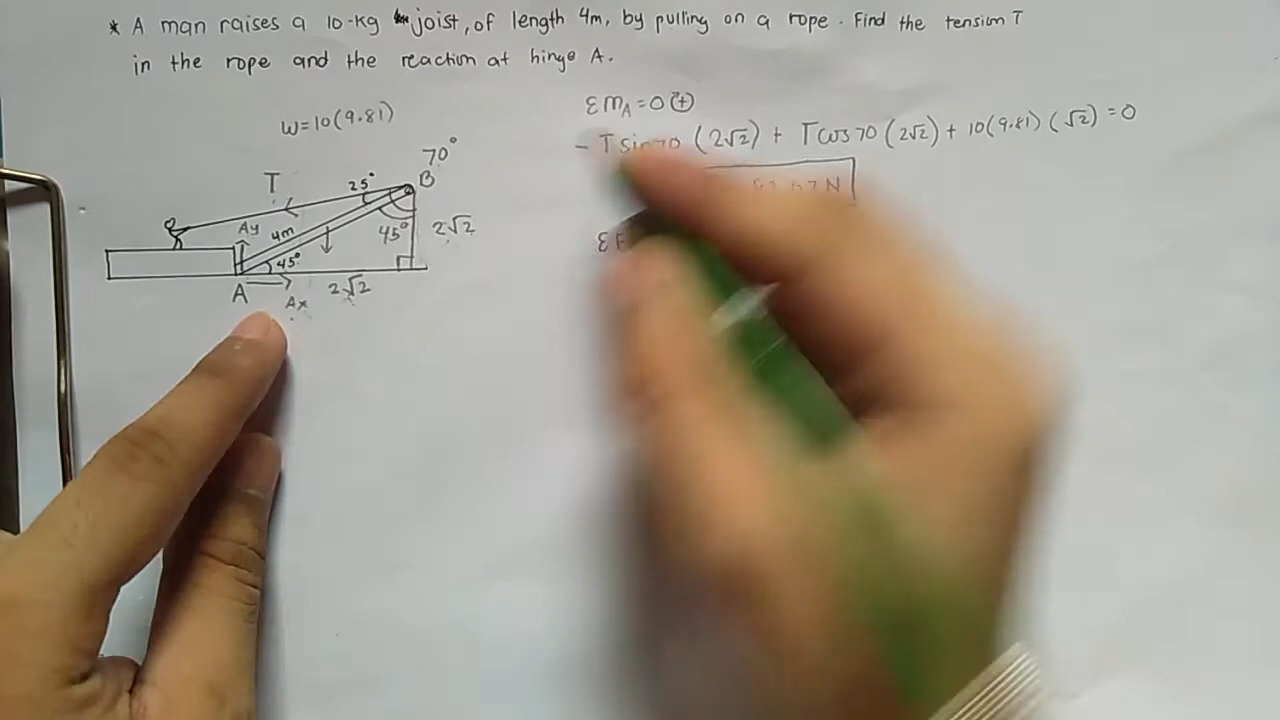 * A man raises a 10-kg joist, of length 4m, by pulling on a rope. Find the tension T
in the rope and the reaction at hinge A.
W=10(9.81)
ΣMA=0(+)
- T sin70 (2√2) + T cos70 (2√2) + 10(9.81) (√2) =0
70°
T
25°
B
N
Ay
4m
45°
2√2
Σ F
45°
A
Ax
2√2